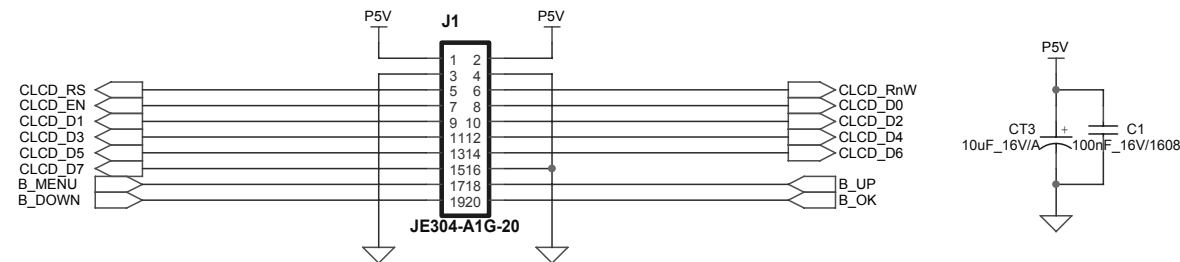 P5V
J1
P5V
1 2
3 4
CLCD_RS 5 6 CLCD_RnW
CLCD_EN 7 8 CLCD_D0
CLCD_D1 9 10 CLCD_D2
CLCD_D3 1112 CLCD_D4
CLCD_D5 1314 CLCD_D6
CLCD_D7 1516
B_MENU 1718 B_UP
B_DOWN 1920 B_OK
JE304-A1G-20
P5V
CT3 + C1
10uF_16V/A 100nF_16V/1608